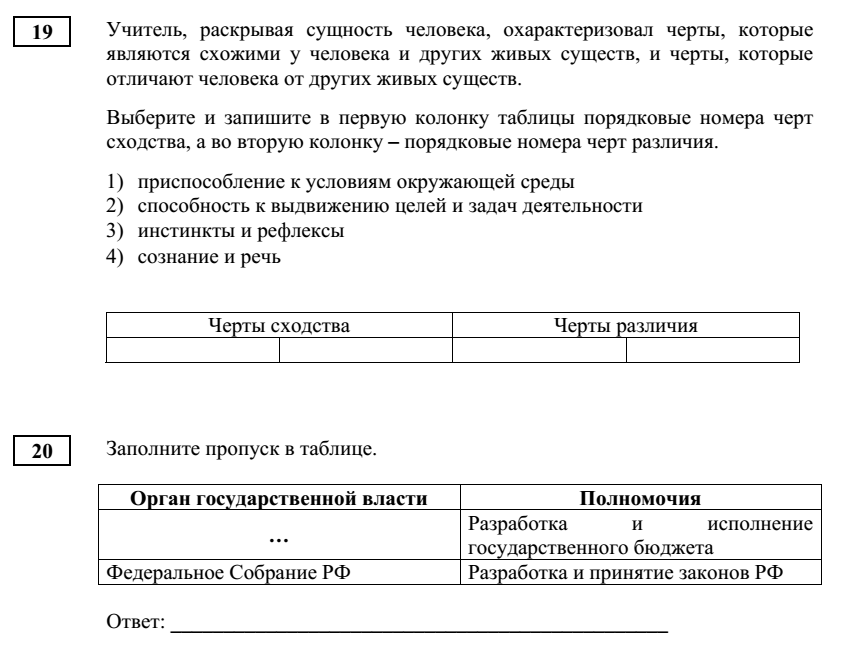 19
Учитель, раскрывая сущность человека, охарактеризовал черты, которые
являются схожими у человека и других живых существ, и черты, которые
отличают человека от других живых существ.
Выберите и запишите в первую колонку таблицы порядковые номера черт
сходства, а во вторую колонку – порядковые номера черт различия.
1) приспособление к условиям окружающей среды
2) способность к выдвижению целей и задач деятельности
3) инстинкты и рефлексы
4) сознание и речь
Черты сходства Черты различия
20
Заполните пропуск в таблице.
Орган государственной власти Полномочия
... Разработка и исполнение
государственного бюджета
Федеральное Собрание РФ Разработка и принятие законов РФ
Ответ: ______________________________________________